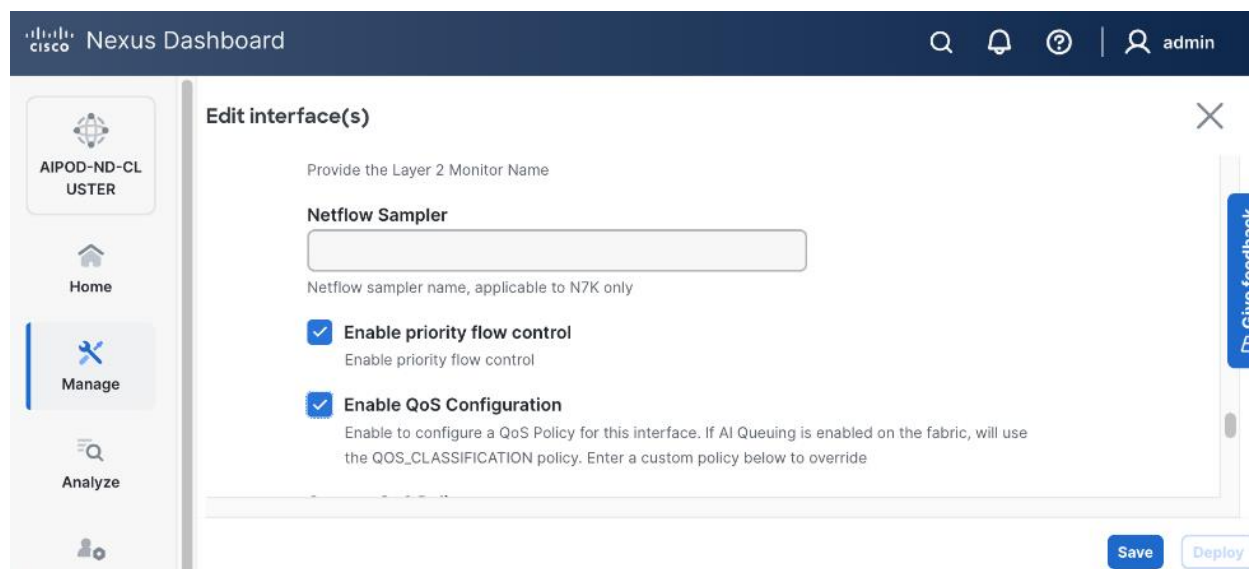 cisco Nexus Dashboard
admin
AIPOD-ND-CL
USTER
Home
Manage
Analyze
Edit interface(s)
Provide the Layer 2 Monitor Name
Netflow Sampler
Netflow sampler name, applicable to N7K only
Enable priority flow control
Enable priority flow control
Enable QoS Configuration
Enable to configure a QoS Policy for this interface. If AI Queuing is enabled on the fabric, will use
the QOS_CLASSIFICATION policy. Enter a custom policy below to override
Give feedback
Save
Deploy